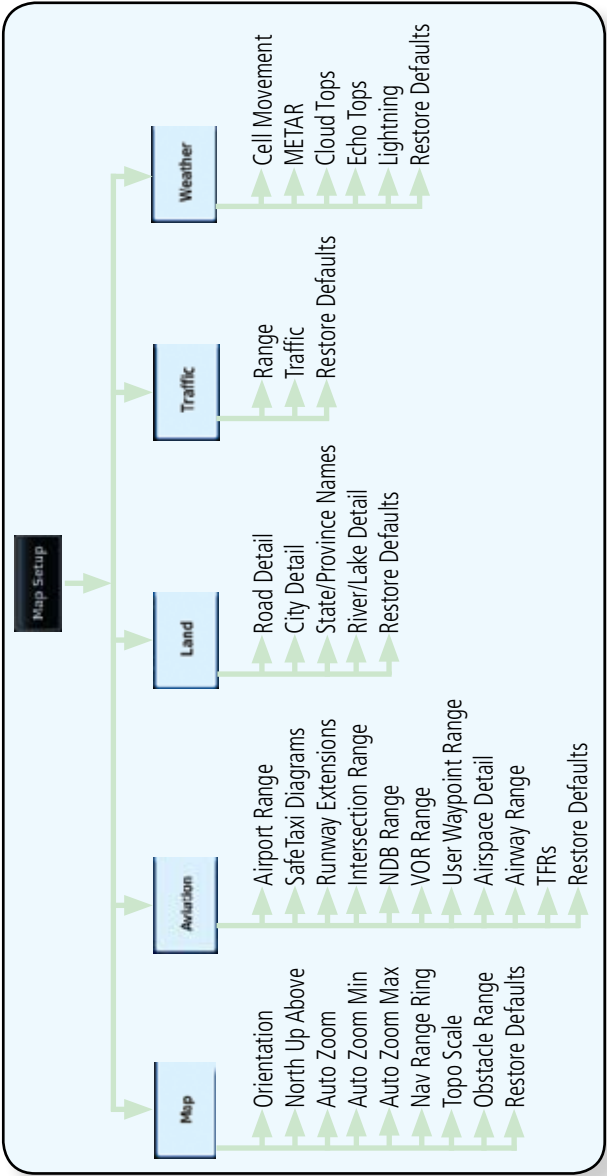 Map Setup
Map
Orientation
North Up Above
Auto Zoom
Auto Zoom Min
Auto Zoom Max
Nav Range Ring
Topo Scale
Obstacle Range
Restore Defaults
Aviation
Airport Range
SafeTaxi Diagrams
Runway Extensions
Intersection Range
NDB Range
VOR Range
User Waypoint Range
Airspace Detail
Airway Range
TFRs
Restore Defaults
Land
Road Detail
City Detail
State/Province Names
River/Lake Detail
Restore Defaults
Traffic
Range
Traffic
Restore Defaults
Weather
Cell Movement
METAR
Cloud Tops
Echo Tops
Lightning
Restore Defaults